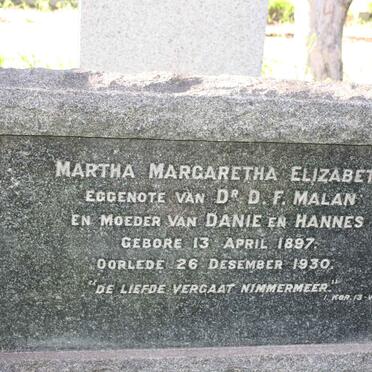 MARTHA MARGARETHA ELIZABET
EGGENOTE VAN DR D. F. MALAN
EN MOEDER VAN DANIE EN HANNES
GEBORE 13 APRIL 1897.
OORLEDE 26 DESEMBER 1930.
"DE LIEFDE VERGAAT NIMMERMEER."
I. KOR. 13-V